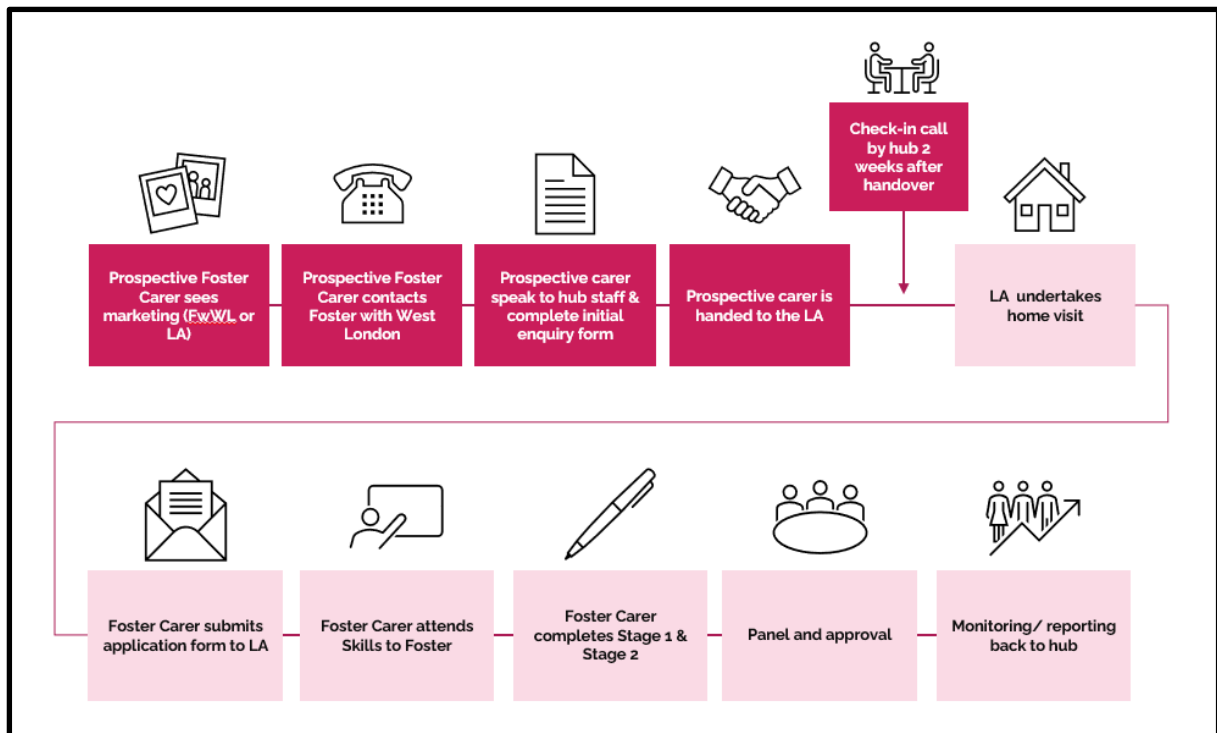 Check-in call
by hub 2
weeks after
handover
Prospective Foster
Carer sees
marketing (FwWL or
LA)
Prospective Foster
Carer contacts
Foster with West
London
Prospective carer
speak to hub staff &
complete initial
enquiry form
Prospective carer is
handed to the LA
LA undertakes
home visit
Foster Carer submits
application form to LA
Foster Carer attends
Skills to Foster
Foster Carer
completes Stage 1 &
Stage 2
Panel and approval
Monitoring/ reporting
back to hub